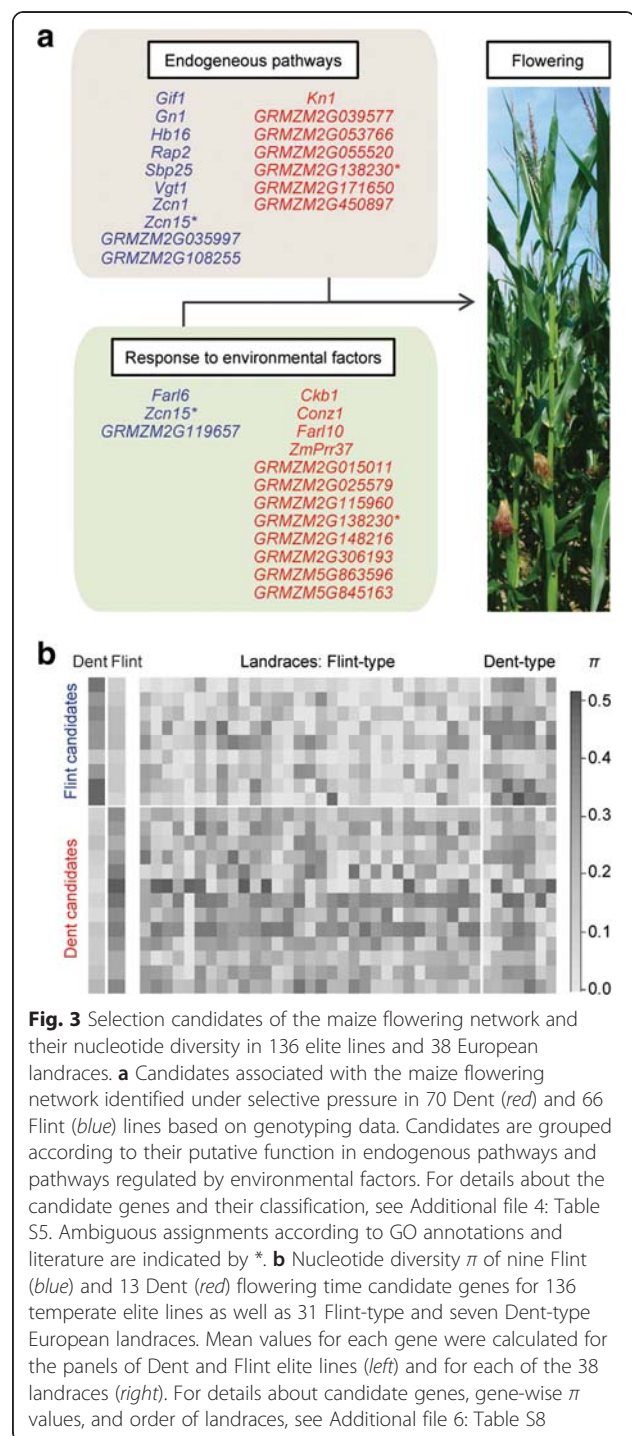 a
Endogeneous pathways
Flowering
Gif1
Gn1
Hb16
Rap2
Sbp25
Vgt1
Zcn1
Zcn15*
GRMZM2G035997
GRMZM2G108255
Kn1
GRMZM2G039577
GRMZM2G053766
GRMZM2G055520
GRMZM2G138230*
GRMZM2G171650
GRMZM2G450897
Response to environmental factors
Farl6
Zcn15*
GRMZM2G119657
Ckb1
Conz1
Farl10
ZmPrr37
GRMZM2G015011
GRMZM2G025579
GRMZM2G115960
GRMZM2G138230*
GRMZM2G148216
GRMZM2G306193
GRMZM5G863596
GRMZM5G845163
b
Dent Flint
Landraces: Flint-type
Dent-type
π
Flint candidates
Dent candidates
0.5
0.4
0.3
0.2
0.1
0.0
Fig. 3 Selection candidates of the maize flowering network and
their nucleotide diversity in 136 elite lines and 38 European
landraces. a Candidates associated with the maize flowering
network identified under selective pressure in 70 Dent (red) and 66
Flint (blue) lines based on genotyping data. Candidates are grouped
according to their putative function in endogenous pathways and
pathways regulated by environmental factors. For details about the
candidate genes and their classification, see Additional file 4: Table
S5. Ambiguous assignments according to GO annotations and
literature are indicated by *. b Nucleotide diversity π of nine Flint
(blue) and 13 Dent (red) flowering time candidate genes for 136
temperate elite lines as well as 31 Flint-type and seven Dent-type
European landraces. Mean values for each gene were calculated for
the panels of Dent and Flint elite lines (left) and for each of the 38
landraces (right). For details about candidate genes, gene-wise π
values, and order of landraces, see Additional file 6: Table S8